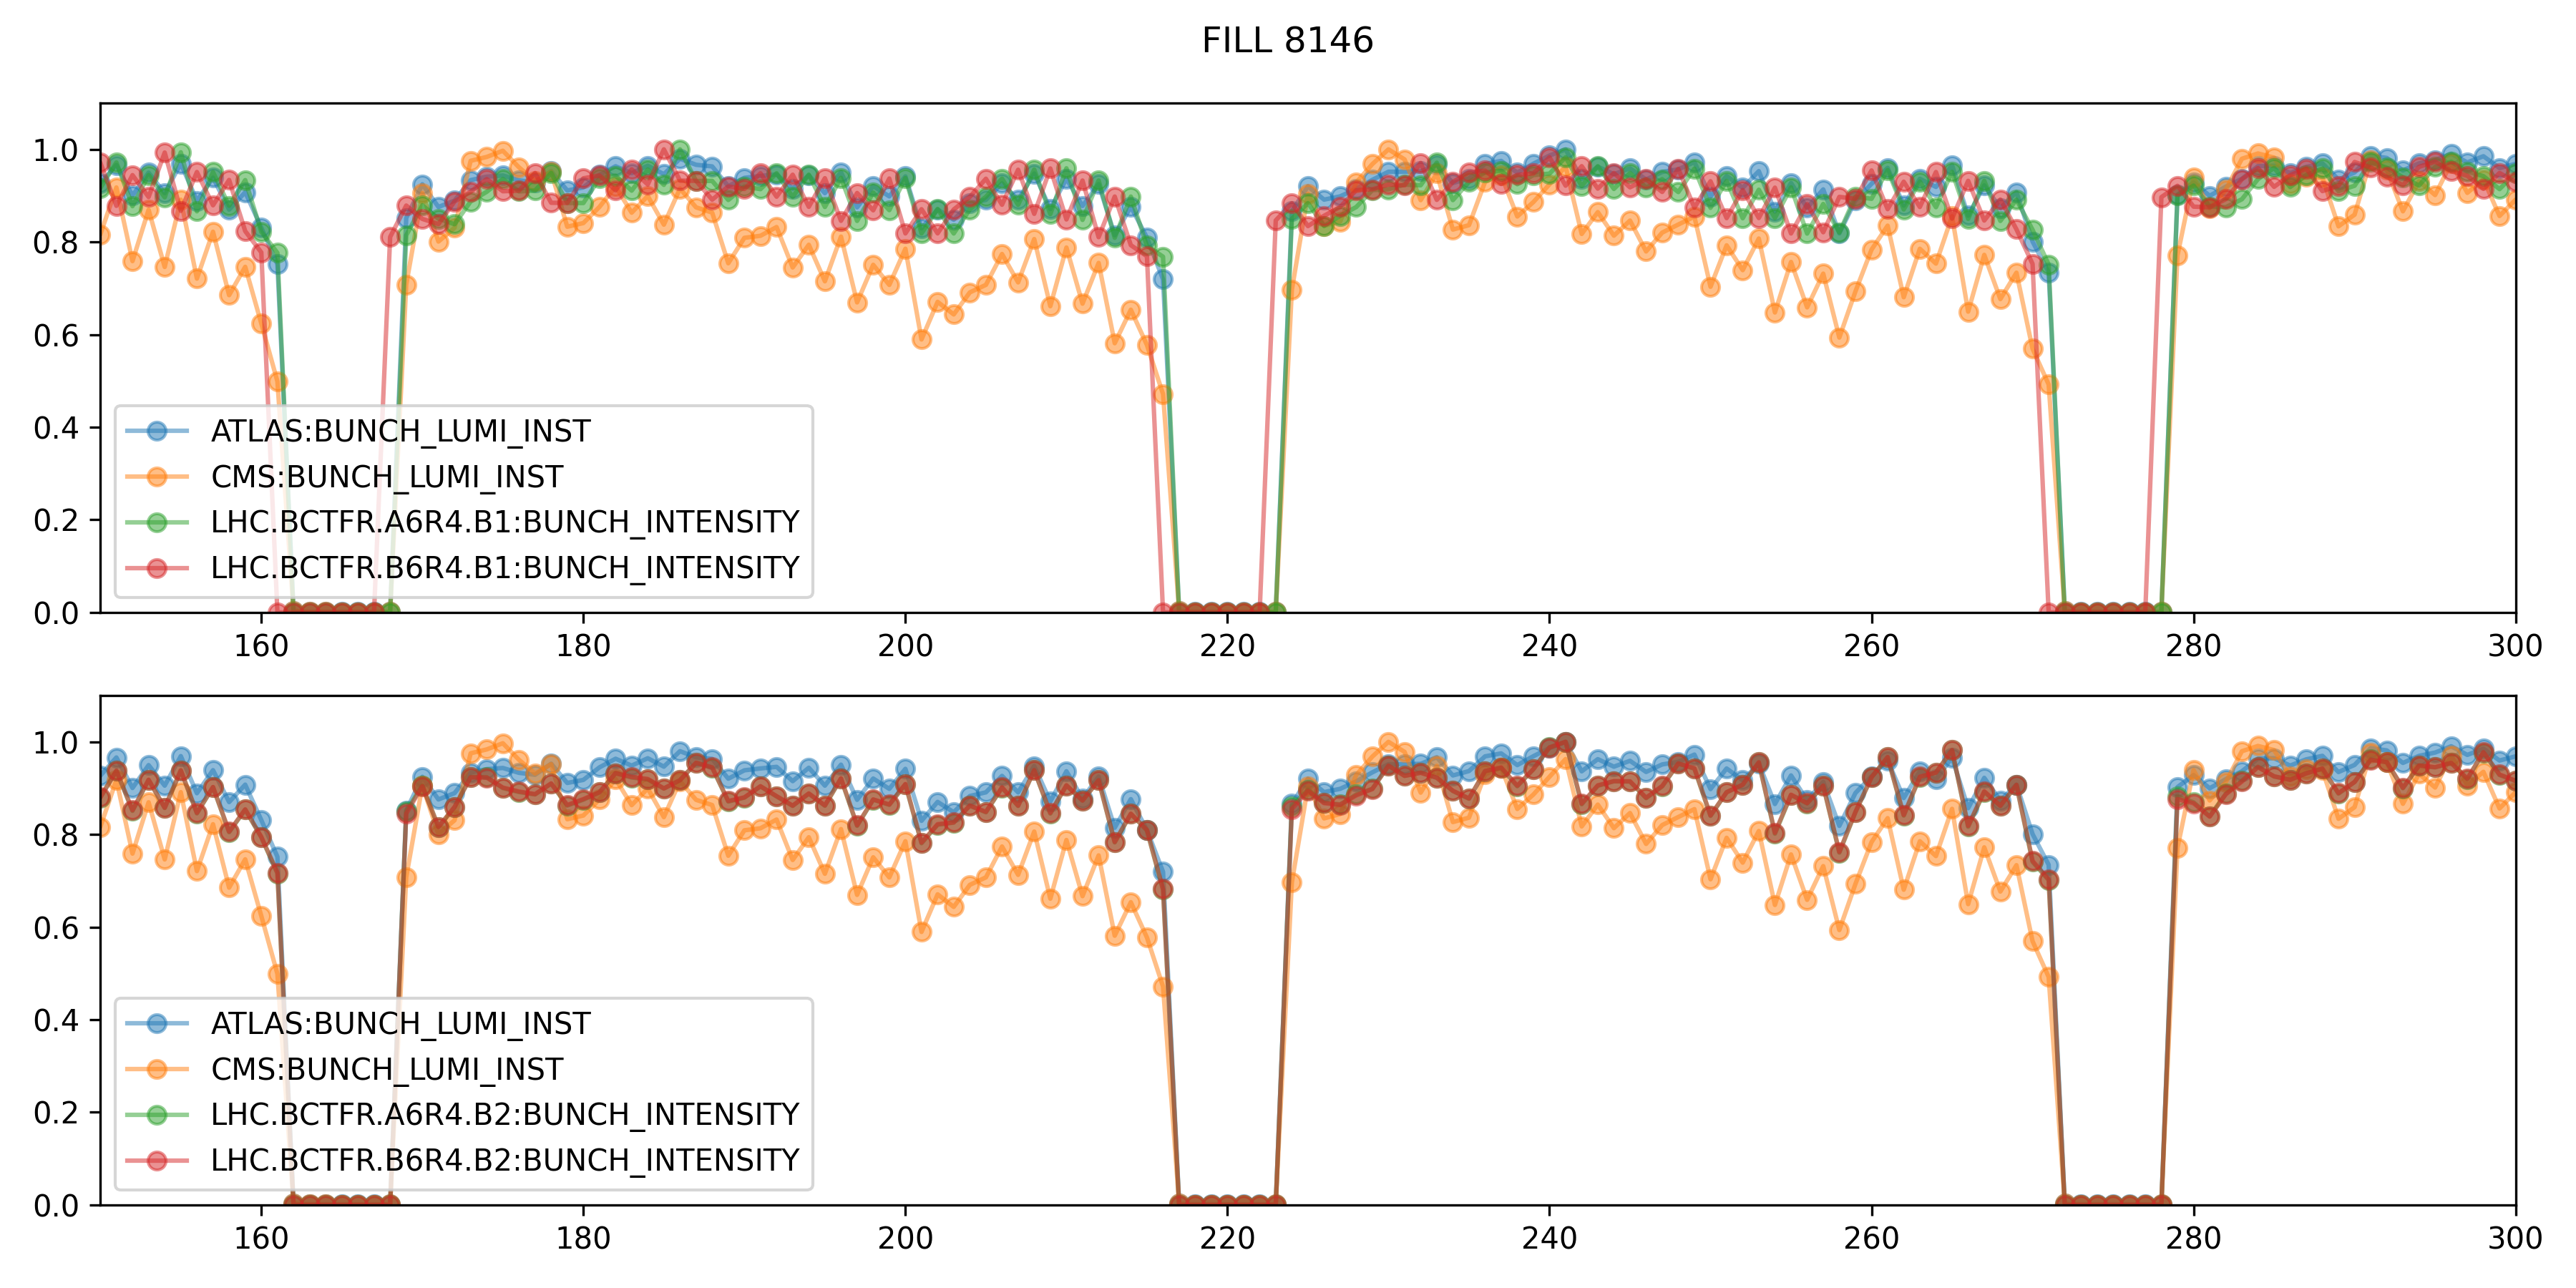 FILL 8146
1.0
0.8
0.6
0.4
0.2
0.0
ATLAS:BUNCH_LUMI_INST
CMS:BUNCH_LUMI_INST
LHC.BCTFR.A6R4.B1:BUNCH_INTENSITY
LHC.BCTFR.B6R4.B1:BUNCH_INTENSITY
160 180 200 220 240 260 280 300
1.0
0.8
0.6
0.4
0.2
0.0
ATLAS:BUNCH_LUMI_INST
CMS:BUNCH_LUMI_INST
LHC.BCTFR.A6R4.B2:BUNCH_INTENSITY
LHC.BCTFR.B6R4.B2:BUNCH_INTENSITY
160 180 200 220 240 260 280 300